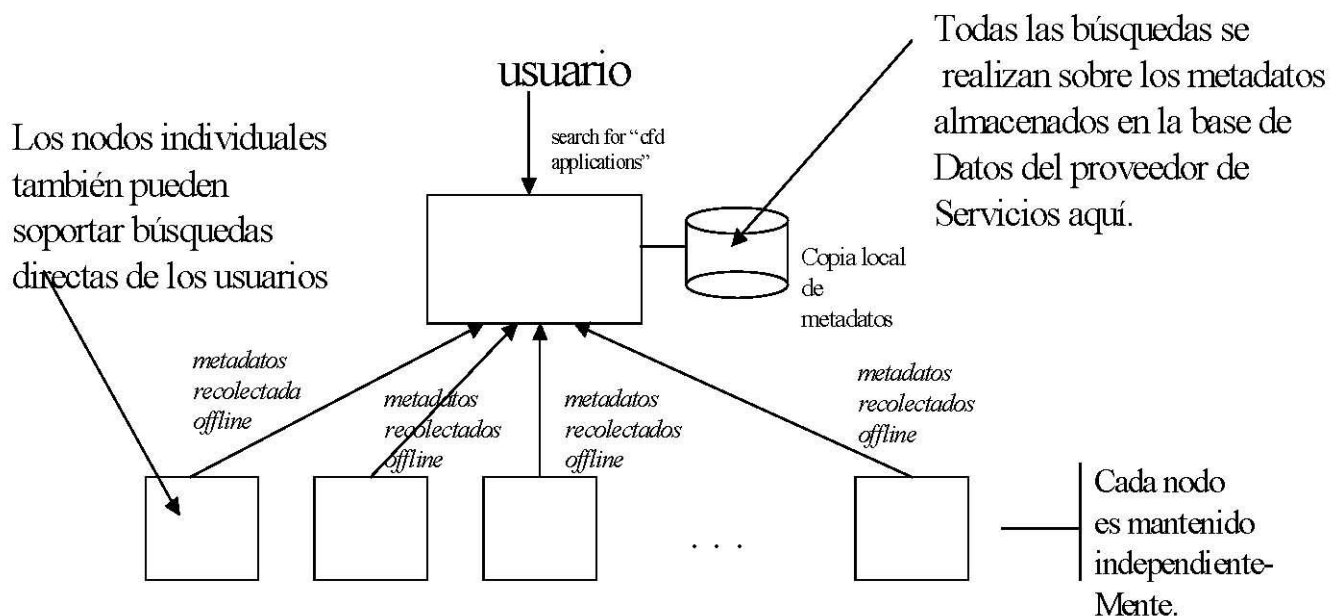 usuario
search for "cfd
applications"
Los nodos individuales
también pueden
soportar búsquedas
directas de los usuarios
Todas las búsquedas se
realizan sobre los metadatos
almacenados en la base de
Datos del proveedor de
Servicios aquí.
Copia local
de
metadatos
metadatos
recolectada
offline
metadatos
recolectados
offline
metadatos
recolectados
offline
metadatos
recolectados
offline
. . .
Cada nodo
es mantenido
independiente-
Mente.